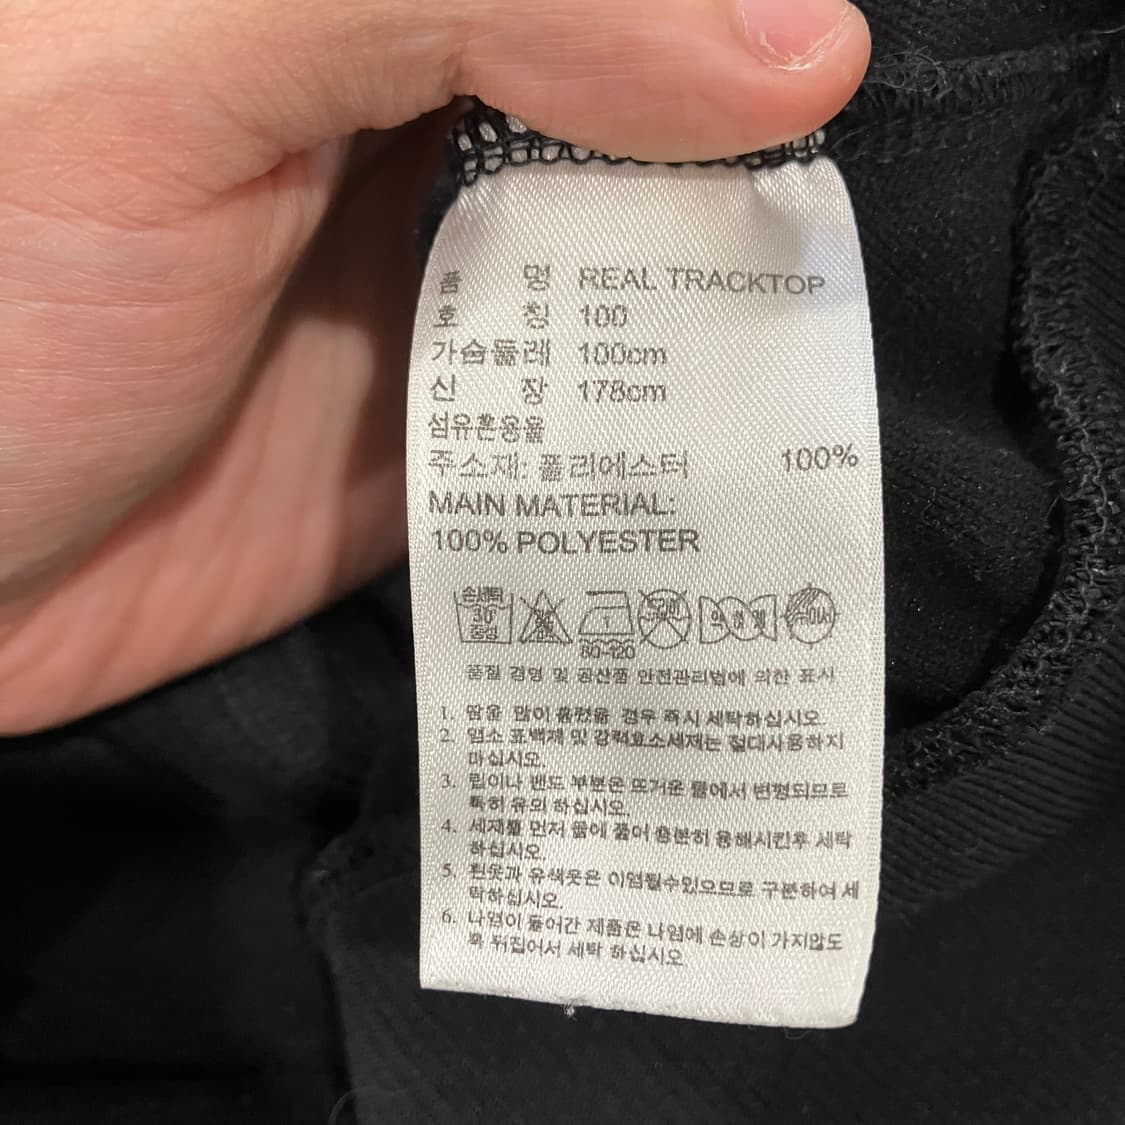 품 명 REAL TRACKTOP
호 칭 100
가슴둘레 100cm
신 장 178cm
섬유혼용율
주소재: 폴리에스터 100%
MAIN MATERIAL:
100% POLYESTER
손세탁
30°
중성
80-120
품질 경영 및 공산품 안전관리법에 의한 표시
1. 땀을 많이 흘렸을 경우 즉시 세탁하십시오.
2. 염소 표백제 및 강력효소세제는 절대사용하지
마십시오.
3. 립이나 밴드 부분은 뜨거운 물에서 변형되므로
특히 유의 하십시오.
4. 세제를 먼저 물에 풀어 충분히 용해시킨후 세탁
하십시오.
5. 흰옷과 유색옷은 이염될수있으므로 구분하여 세
탁하십시오.
6. 나염이 들어간 제품은 나염에 손상이 가지않도
록 뒤집어서 세탁 하십시오.